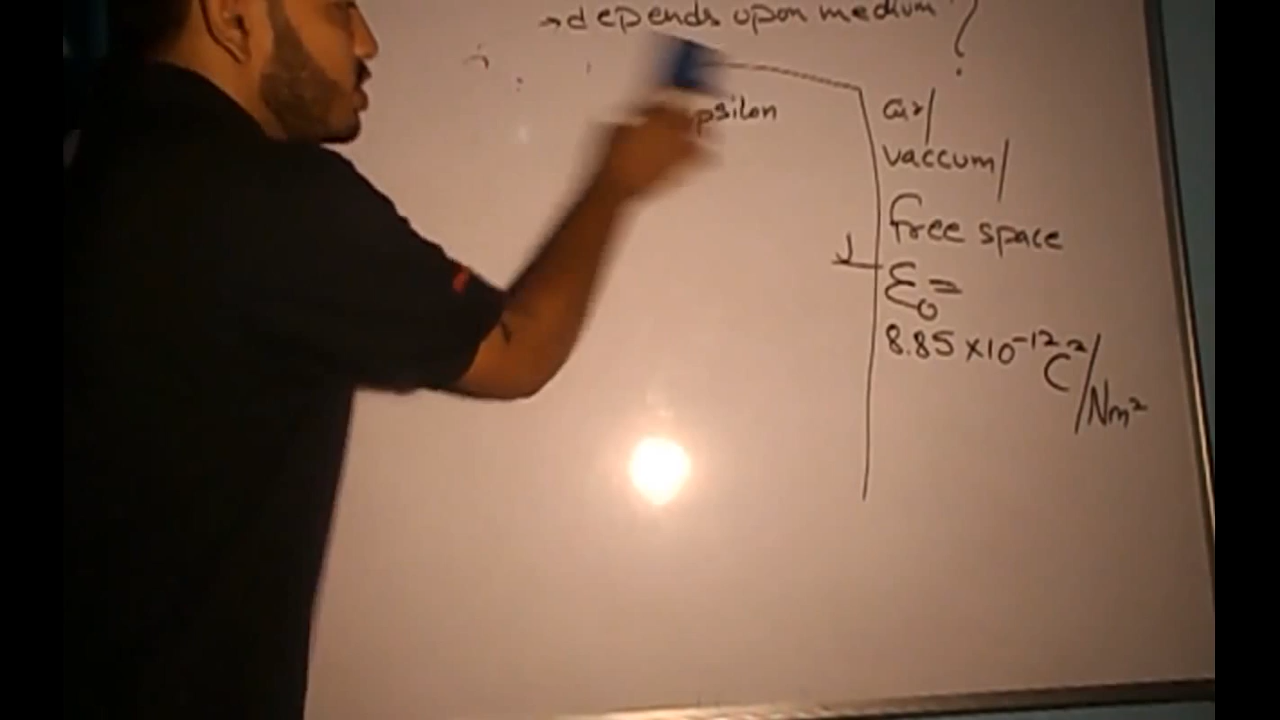 →depends upon medium ?
psilon
air/
vaccum/
free space
ε₀=
8.85×10⁻¹² C²/Nm²